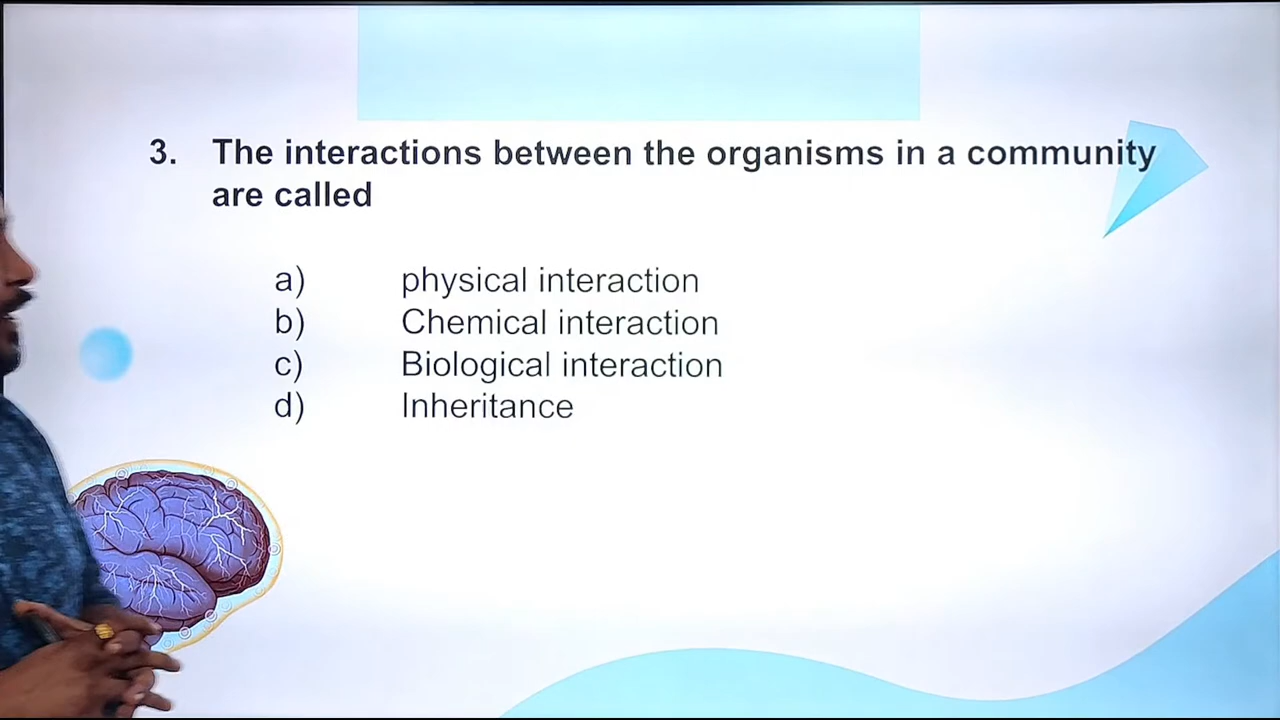 3. The interactions between the organisms in a community
are called
a) physical interaction
b) Chemical interaction
c) Biological interaction
d) Inheritance